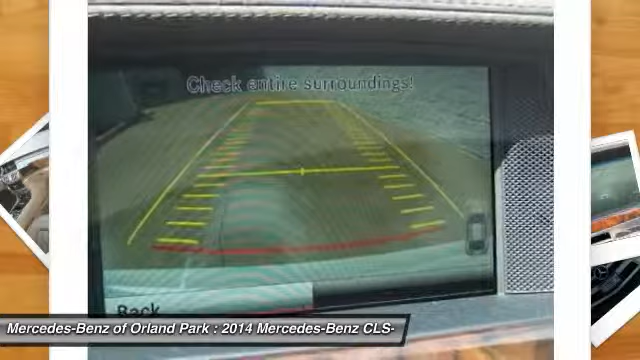 Check entire surroundings!
Back
Mercedes-Benz of Orland Park : 2014 Mercedes-Benz CLS-